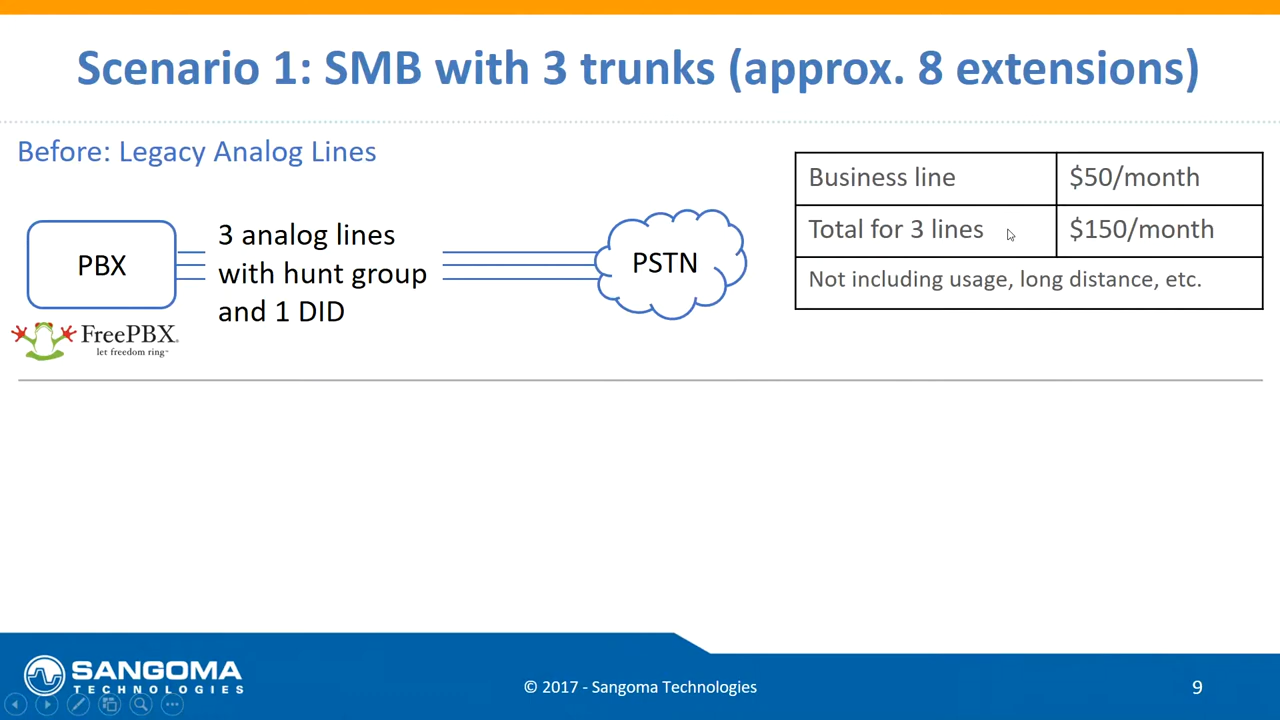 Scenario 1: SMB with 3 trunks (approx. 8 extensions)
Before: Legacy Analog Lines
PBX
3 analog lines
with hunt group
and 1 DID
PSTN
FreePBX®
let freedom ring™
Business line $50/month
Total for 3 lines $150/month
Not including usage, long distance, etc.
SANGOMA
TECHNOLOGIES
© 2017 - Sangoma Technologies
9